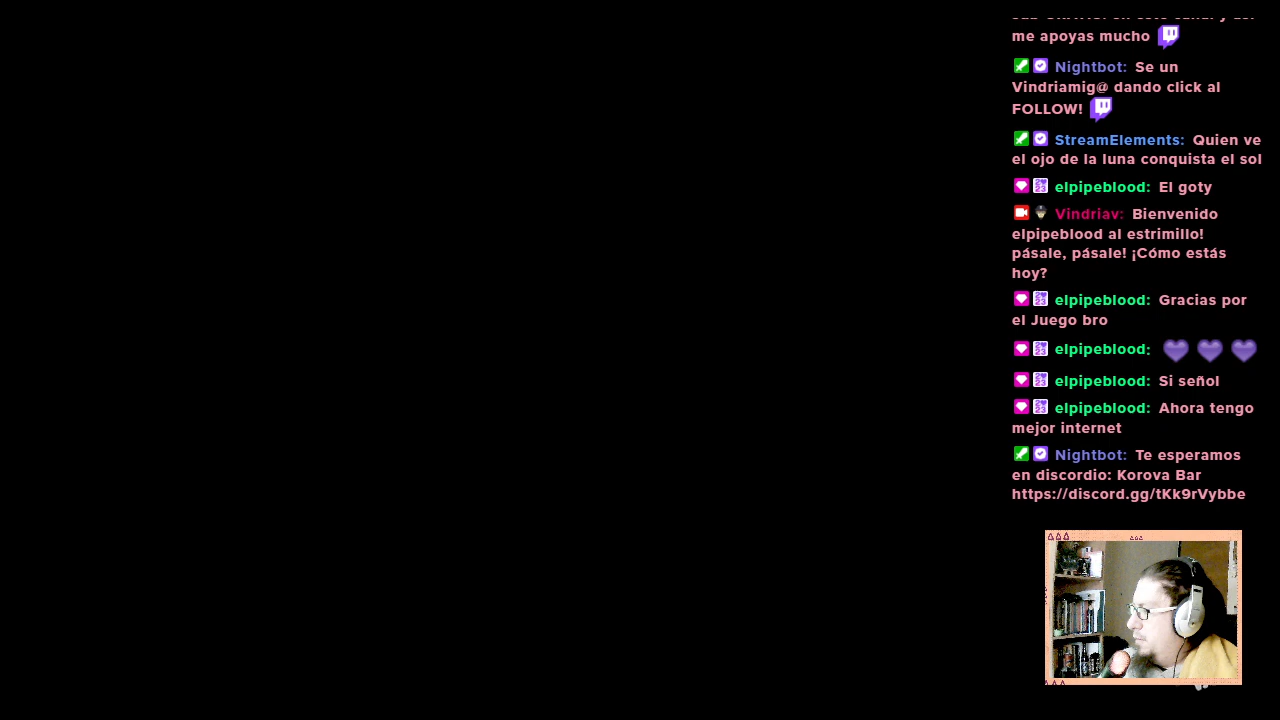 me apoyas mucho
Nightbot: Se un
Vindriamig@ dando click al
FOLLOW!
StreamElements: Quien ve
el ojo de la luna conquista el sol
elpipeblood: El goty
Vindriav: Bienvenido
elpipeblood al estrimillo!
pásale, pásale! ¡Cómo estás
hoy?
elpipeblood: Gracias por
el Juego bro
elpipeblood:
elpipeblood: Si señol
elpipeblood: Ahora tengo
mejor internet
Nightbot: Te esperamos
en discordio: Korova Bar
https://discord.gg/tKk9rVybbe